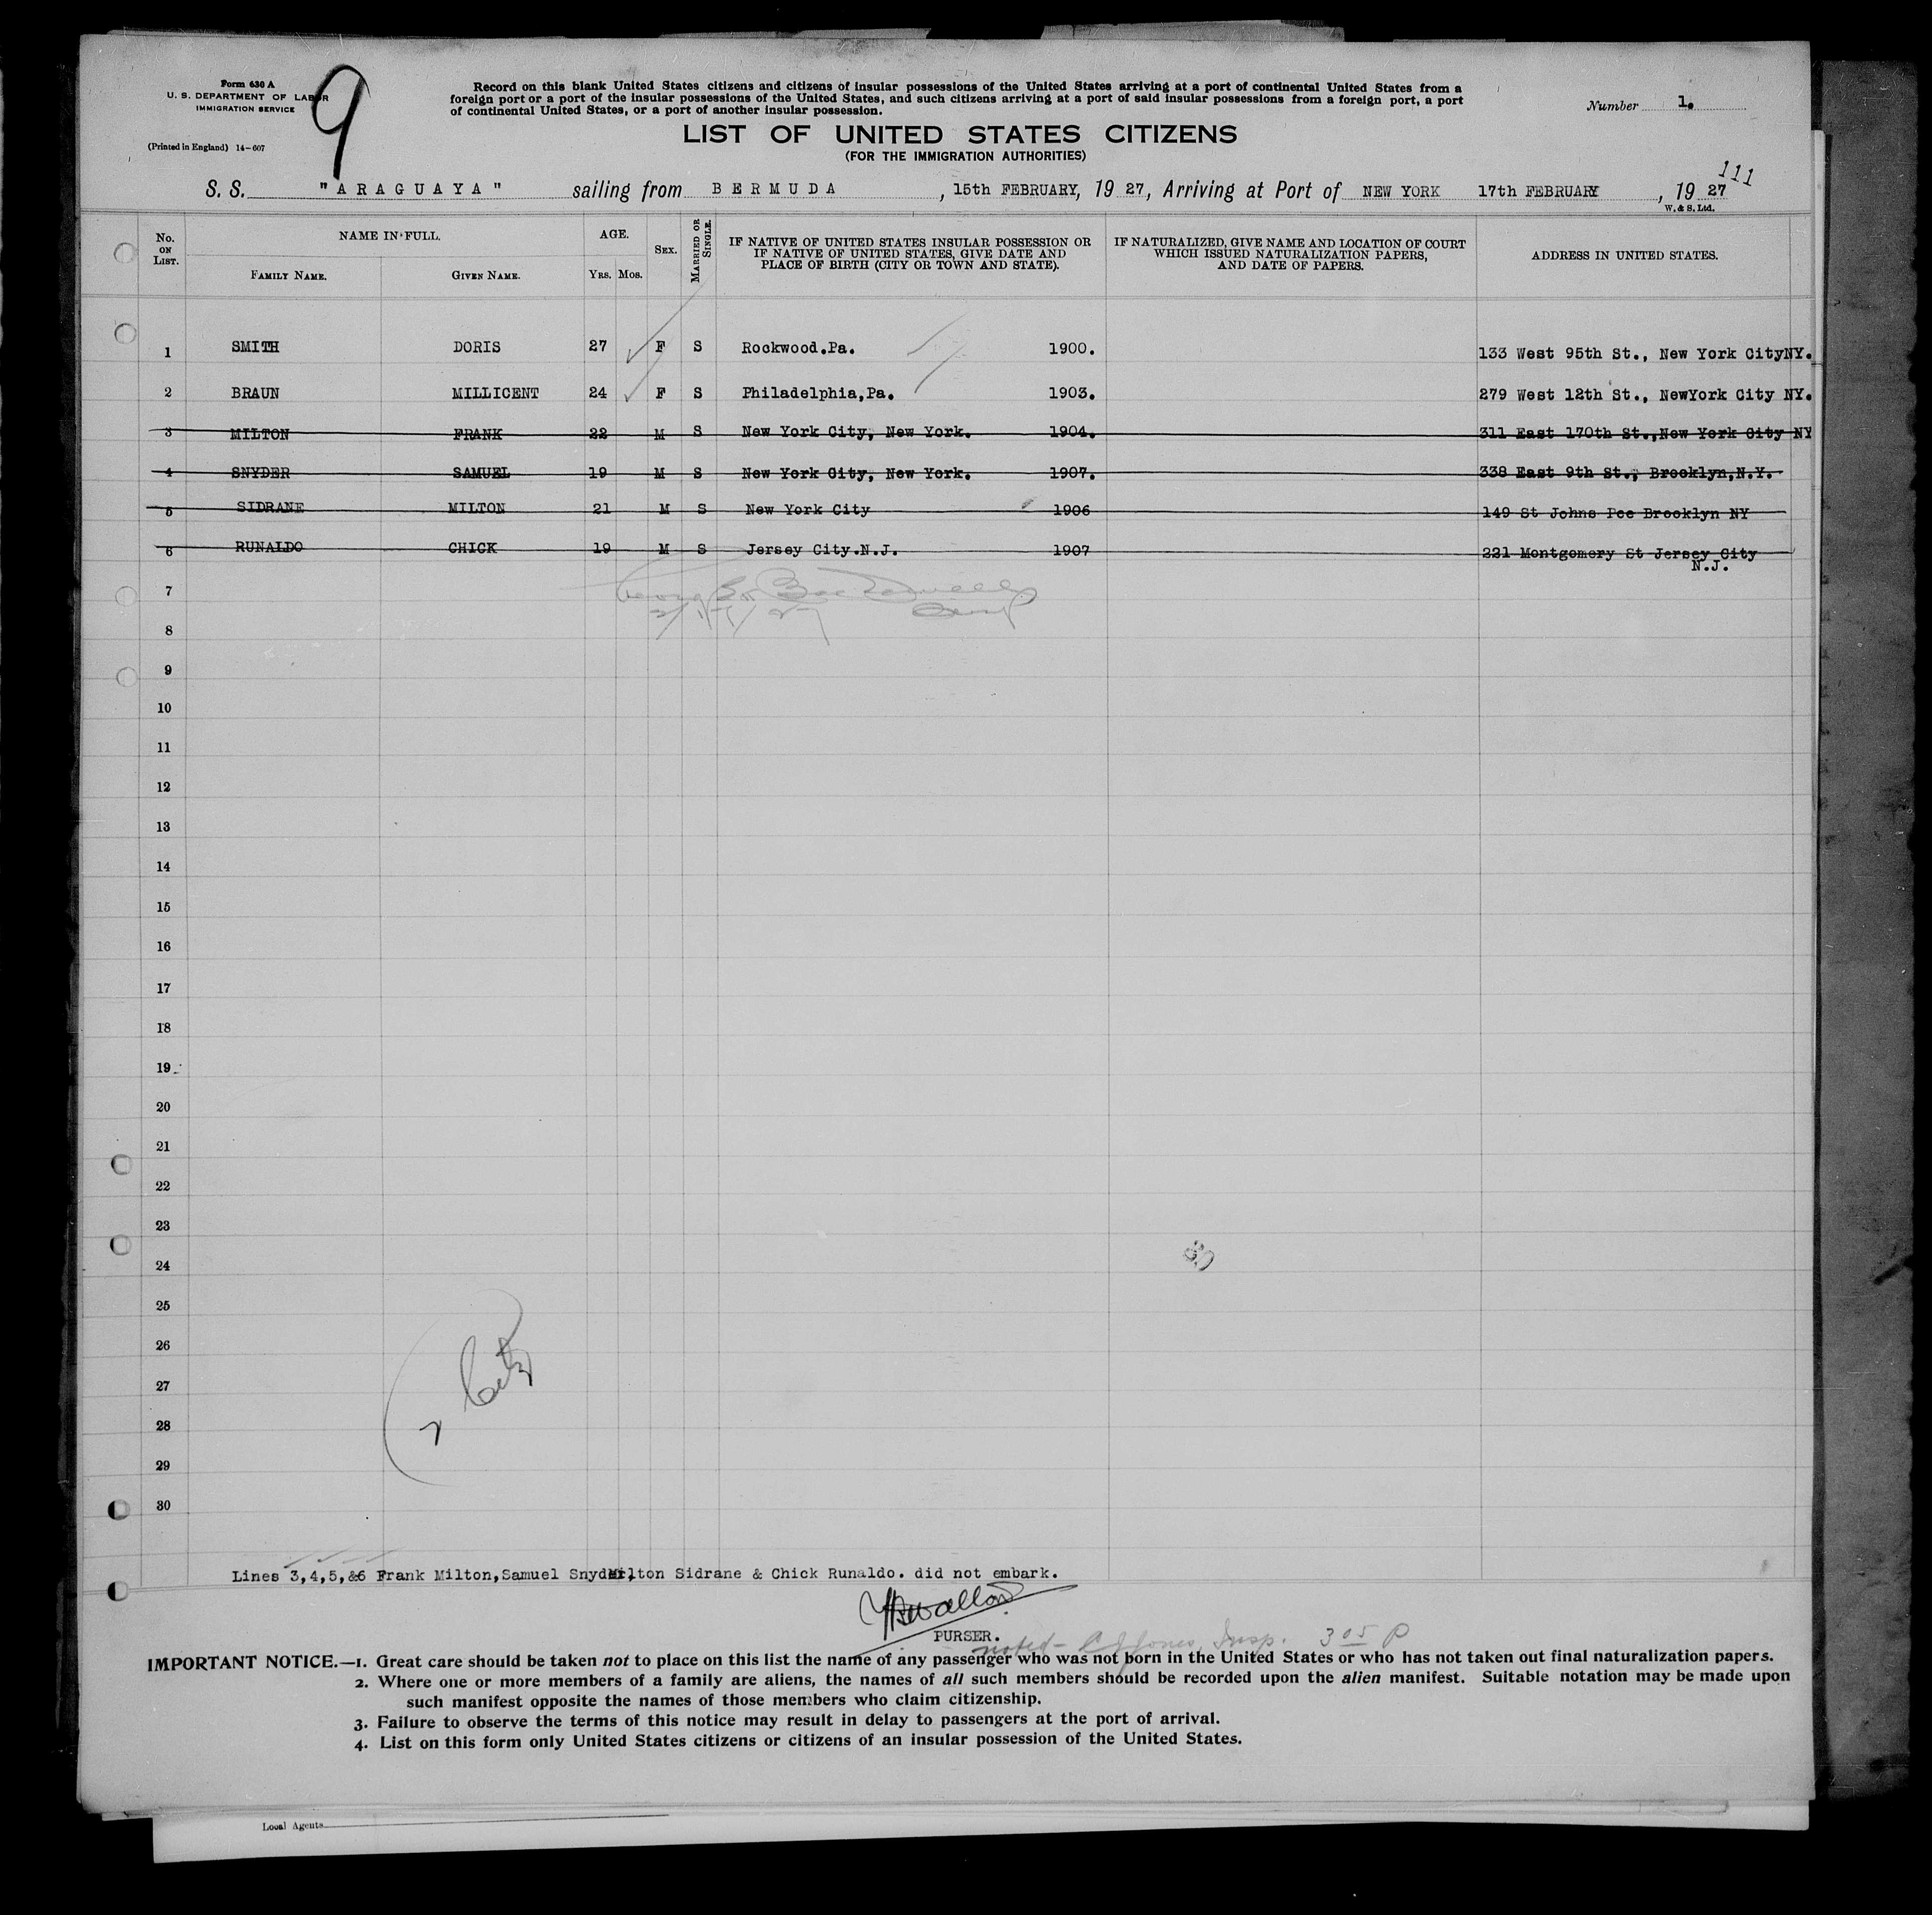 Form 630 A
U. S. DEPARTMENT OF LABOR
IMMIGRATION SERVICE
(Printed in England) 14-607
9
Record on this blank United States citizens and citizens of insular possessions of the United States arriving at a port of continental United States from a
foreign port or a port of the insular possessions of the United States, and such citizens arriving at a port of said insular possessions from a foreign port, a port
of continental United States, or a port of another insular possession.
Number 1.
LIST OF UNITED STATES CITIZENS
(FOR THE IMMIGRATION AUTHORITIES)
111
S. S. "ARAGUAYA" sailing from BERMUDA, 15th FEBRUARY, 19 27, Arriving at Port of NEW YORK 17th FEBRUARY, 19 27
W. & S. Ltd.
No. ON LIST. NAME IN FULL. FAMILY NAME. GIVEN NAME. AGE. YRS. MOS. SEX. MARRIED OR SINGLE. IF NATIVE OF UNITED STATES INSULAR POSSESSION OR IF NATIVE OF UNITED STATES, GIVE DATE AND PLACE OF BIRTH (CITY OR TOWN AND STATE). IF NATURALIZED, GIVE NAME AND LOCATION OF COURT WHICH ISSUED NATURALIZATION PAPERS, AND DATE OF PAPERS. ADDRESS IN UNITED STATES.
1 SMITH DORIS 27 F S Rockwood.Pa. 1900. 133 West 95th St., New York CityNY.
2 BRAUN MILLICENT 24 F S Philadelphia,Pa. 1903. 279 West 12th St., NewYork City NY.
3 MILTON FRANK 22 M S New York City, New York. 1904. 311 East 170th St.,New York City NY
4 SNYDER SAMUEL 19 M S New York City, New York. 1907. 338 East 9th St., Brooklyn,N.Y.
5 SIDRANE MILTON 21 M S New York City 1906 149 St Johns Pce Brooklyn NY
6 RUNALDO CHICK 19 M S Jersey City.N.J. 1907 221 Montgomery St Jersey City
N.J.
7
2/17/27
8
9
10
11
12
13
14
15
16
17
18
19
20
21
22
23
24
25
26
27
28
29
30
Lines 3,4,5,&6 Frank Milton,Samuel Snyder, Milton Sidrane & Chick Runaldo. did not embark.
PURSER.
noted - Jones, Insp. 3 05 P
IMPORTANT NOTICE.—1. Great care should be taken not to place on this list the name of any passenger who was not born in the United States or who has not taken out final naturalization papers.
2. Where one or more members of a family are aliens, the names of all such members should be recorded upon the alien manifest. Suitable notation may be made upon
such manifest opposite the names of those members who claim citizenship.
3. Failure to observe the terms of this notice may result in delay to passengers at the port of arrival.
4. List on this form only United States citizens or citizens of an insular possession of the United States.
Local Agents